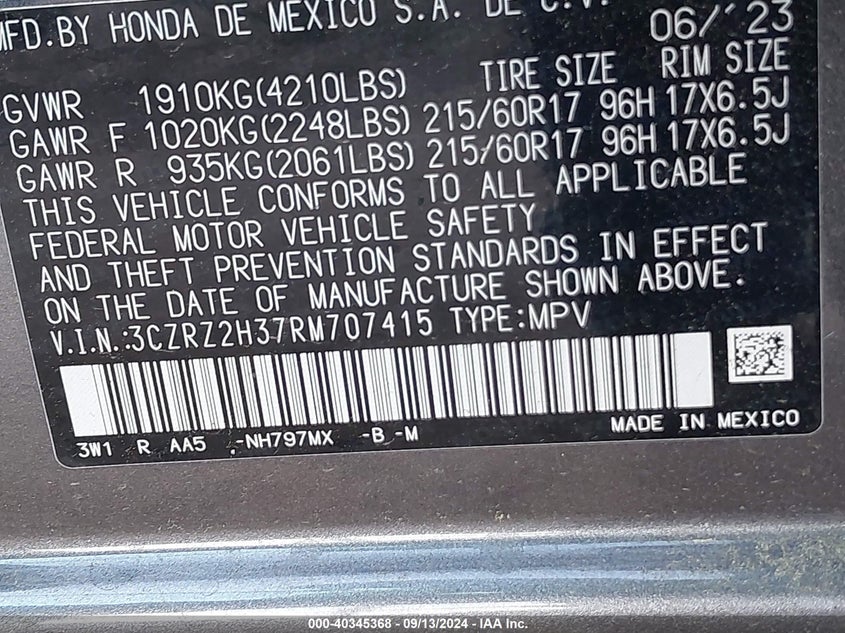 MFD.BY HONDA DE MEXICO S.A. DE C.V. 06/'23
TIRE SIZE RIM SIZE
GVWR 1910KG(4210LBS)
GAWR F 1020KG(2248LBS) 215/60R17 96H 17X6.5J
GAWR R 935KG(2061LBS) 215/60R17 96H 17X6.5J
THIS VEHICLE CONFORMS TO ALL APPLICABLE
FEDERAL MOTOR VEHICLE SAFETY
AND THEFT PREVENTION STANDARDS IN EFFECT
ON THE DATE OF MANUFACTURE SHOWN ABOVE.
V.I.N.:3CZRZ2H37RM707415 TYPE:MPV
3W1 R AA5 -NH797MX -B -M MADE IN MEXICO
000-40345368 - 09/13/2024 - IAA Inc.